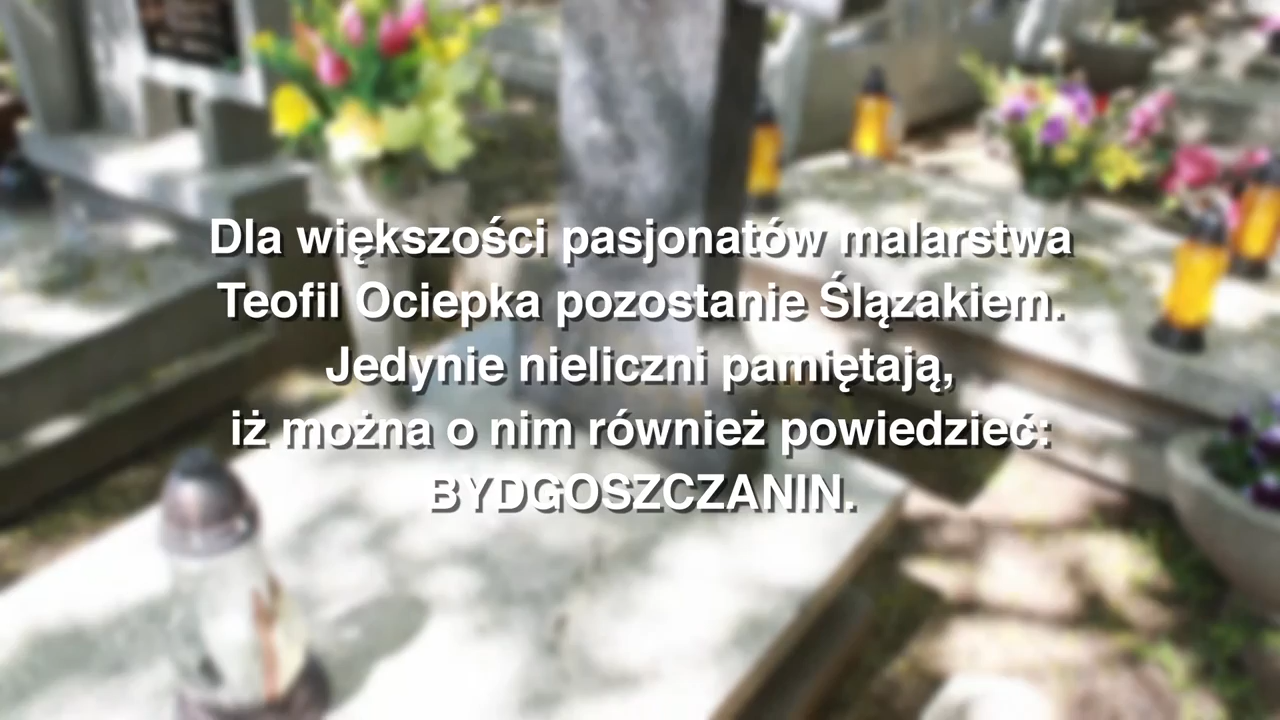 Dla większości pasjonatów malarstwa
Teofil Ociepka pozostanie Ślązakiem.
Jedynie nieliczni pamiętają,
iż można o nim również powiedzieć:
BYDGOSZCZANIN.